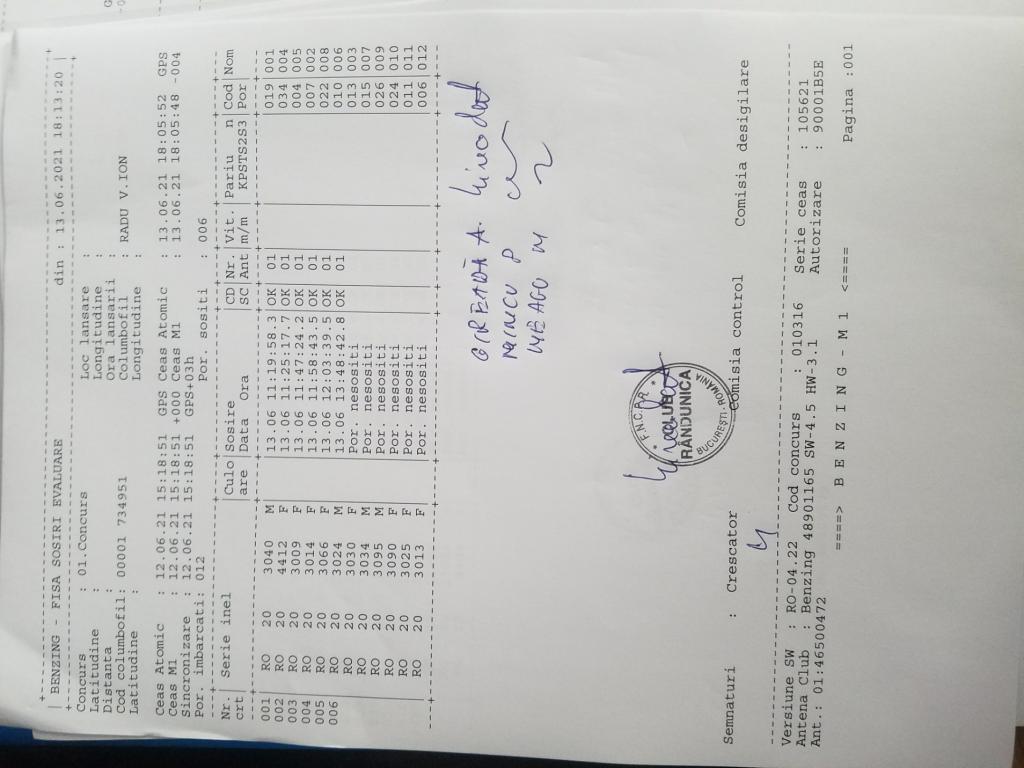 | BENZING - FISA SOSIRI EVALUARE din : 13.06.2021 18:13:20 |
Concurs : 01.Concurs Loc lansare :
Latitudine : Longitudine :
Distanta : Ora lansarii :
Cod columbofil: 00001 734951 Columbofil : RADU V.ION
Latitudine : Longitudine :
Ceas Atomic : 12.06.21 15:18:51 GPS Ceas Atomic : 13.06.21 18:05:52 GPS
Ceas M1 : 12.06.21 15:18:51 +000 Ceas M1 : 13.06.21 18:05:48 -004
Sincronizare : 12.06.21 15:18:51 GPS+03h
Por. imbarcati: 012 Por. sositi : 006
Nr. | Serie inel | Culo | Sosire | CD | Nr. | Vit. | Pariu n | Cod | Nom
crt | | are | Data Ora | SC | Ant | m/m | KPSTS2S3 | Por |
001 | RO 20 3040 M | | 13.06 11:19:58.3 | OK | 01 | | | 019 | 001
002 | RO 20 4412 F | | 13.06 11:25:17.7 | OK | 01 | | | 034 | 004
003 | RO 20 3009 F | | 13.06 11:47:24.2 | OK | 01 | | | 004 | 005
004 | RO 20 3014 F | | 13.06 11:58:43.5 | OK | 01 | | | 007 | 002
005 | RO 20 3066 F | | 13.06 12:03:39.5 | OK | 01 | | | 022 | 008
006 | RO 20 3024 M | | 13.06 13:48:42.8 | OK | 01 | | | 010 | 006
RO 20 3030 F | | Por. nesositi | | | | | 013 | 003
RO 20 3034 M | | Por. nesositi | | | | | 015 | 007
RO 20 3095 M | | Por. nesositi | | | | | 026 | 009
RO 20 3090 F | | Por. nesositi | | | | | 024 | 010
RO 20 3025 F | | Por. nesositi | | | | | 011 | 011
RO 20 3013 F | | Por. nesositi | | | | | 006 | 012
A.
P
M
* F.N.C.P.R. *
CLUB
RÂNDUNICA
BUCUREȘTI - ROMÂNIA
Semnaturi : Crescator Comisia control Comisia desigilare
Versiune SW : RO-04.22 Cod concurs : 010316 Serie ceas : 105621
Antena Club : Benzing 48901165 SW-4.5 HW-3.1 Autorizare : 90001B5E
Ant.: 01:46500472
====> B E N Z I N G - M 1 <==== Pagina :001